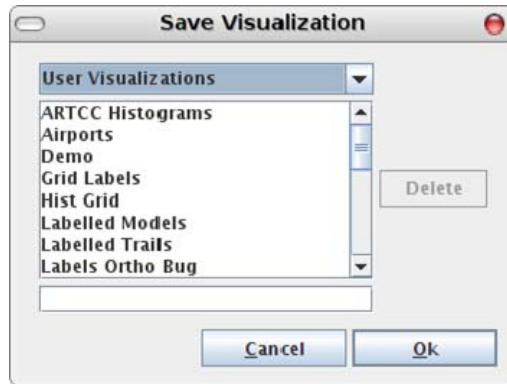 Save Visualization
User Visualizations
ARTCC Histograms
Airports
Demo
Grid Labels
Hist Grid
Labelled Models
Labelled Trails
Labels Ortho Bug
Delete
Cancel
Ok